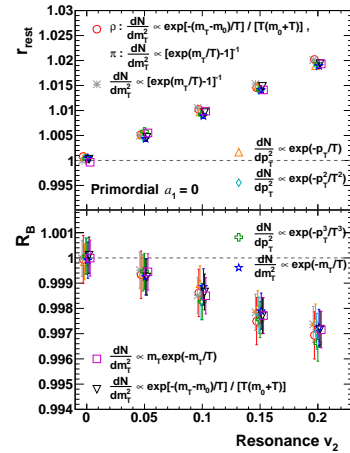 r_rest
ρ : dN/dm_T^2 ∝ exp[-(m_T-m_0)/T] / [T(m_0+T)] ,
π : dN/dm_T^2 ∝ [exp(m_T/T)-1]^-1
dN/dm_T^2 ∝ [exp(m_T/T)-1]^-1
1.02
1.015
1.01
1.005
1
0.995
dN/dp_T^2 ∝ exp(-p_T/T)
dN/dp_T^2 ∝ exp(-p_T^2/T^2)
Primordial a_1 = 0
R_B
1.001
1
0.999
0.998
0.997
0.996
0.995
0.994
dN/dp_T^2 ∝ exp(-p_T^3/T^3)
dN/dm_T^2 ∝ exp(-m_T/T)
dN/dm_T^2 ∝ m_T exp(-m_T/T)
dN/dm_T^2 ∝ exp[-(m_T-m_0)/T] / [T(m_0+T)]
0 0.05 0.1 0.15 0.2
Resonance v_2